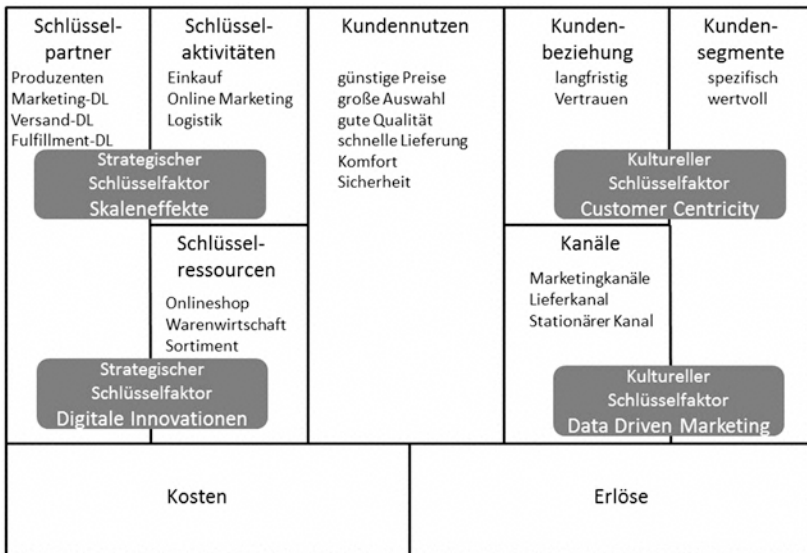 Schlüssel-
partner
Produzenten
Marketing-DL
Versand-DL
Fulfillment-DL
Schlüssel-
aktivitäten
Einkauf
Online Marketing
Logistik
Strategischer
Schlüsselfaktor
Skaleneffekte
Schlüssel-
ressourcen
Onlineshop
Warenwirtschaft
Sortiment
Strategischer
Schlüsselfaktor
Digitale Innovationen
Kundennutzen
günstige Preise
große Auswahl
gute Qualität
schnelle Lieferung
Komfort
Sicherheit
Kunden-
beziehung
langfristig
Vertrauen
Kunden-
segmente
spezifisch
wertvoll
Kultureller
Schlüsselfaktor
Customer Centricity
Kanäle
Marketingkanäle
Lieferkanal
Stationärer Kanal
Kultureller
Schlüsselfaktor
Data Driven Marketing
Kosten
Erlöse